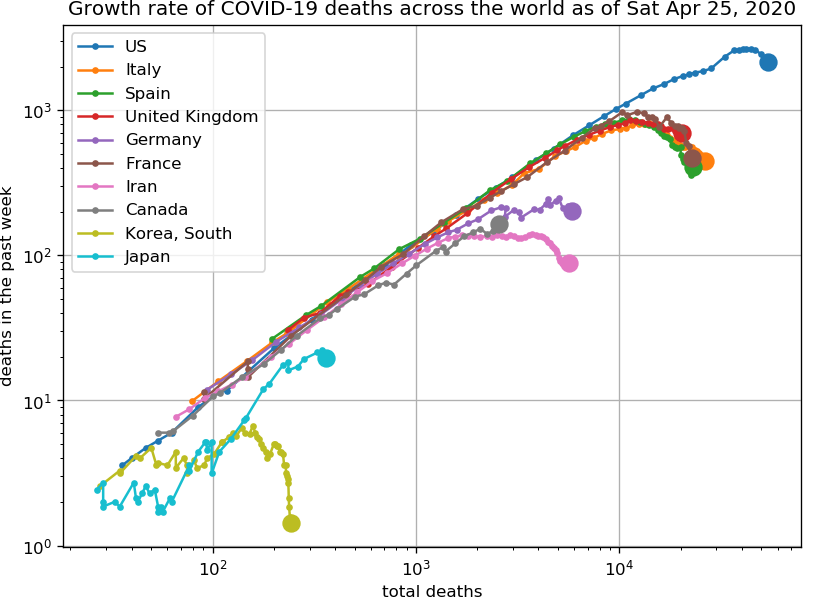 Growth rate of COVID-19 deaths across the world as of Sat Apr 25, 2020
US
Italy
Spain
United Kingdom
Germany
France
Iran
Canada
Korea, South
Japan
deaths in the past week
10³
10²
10¹
10⁰
10²
10³
10⁴
total deaths